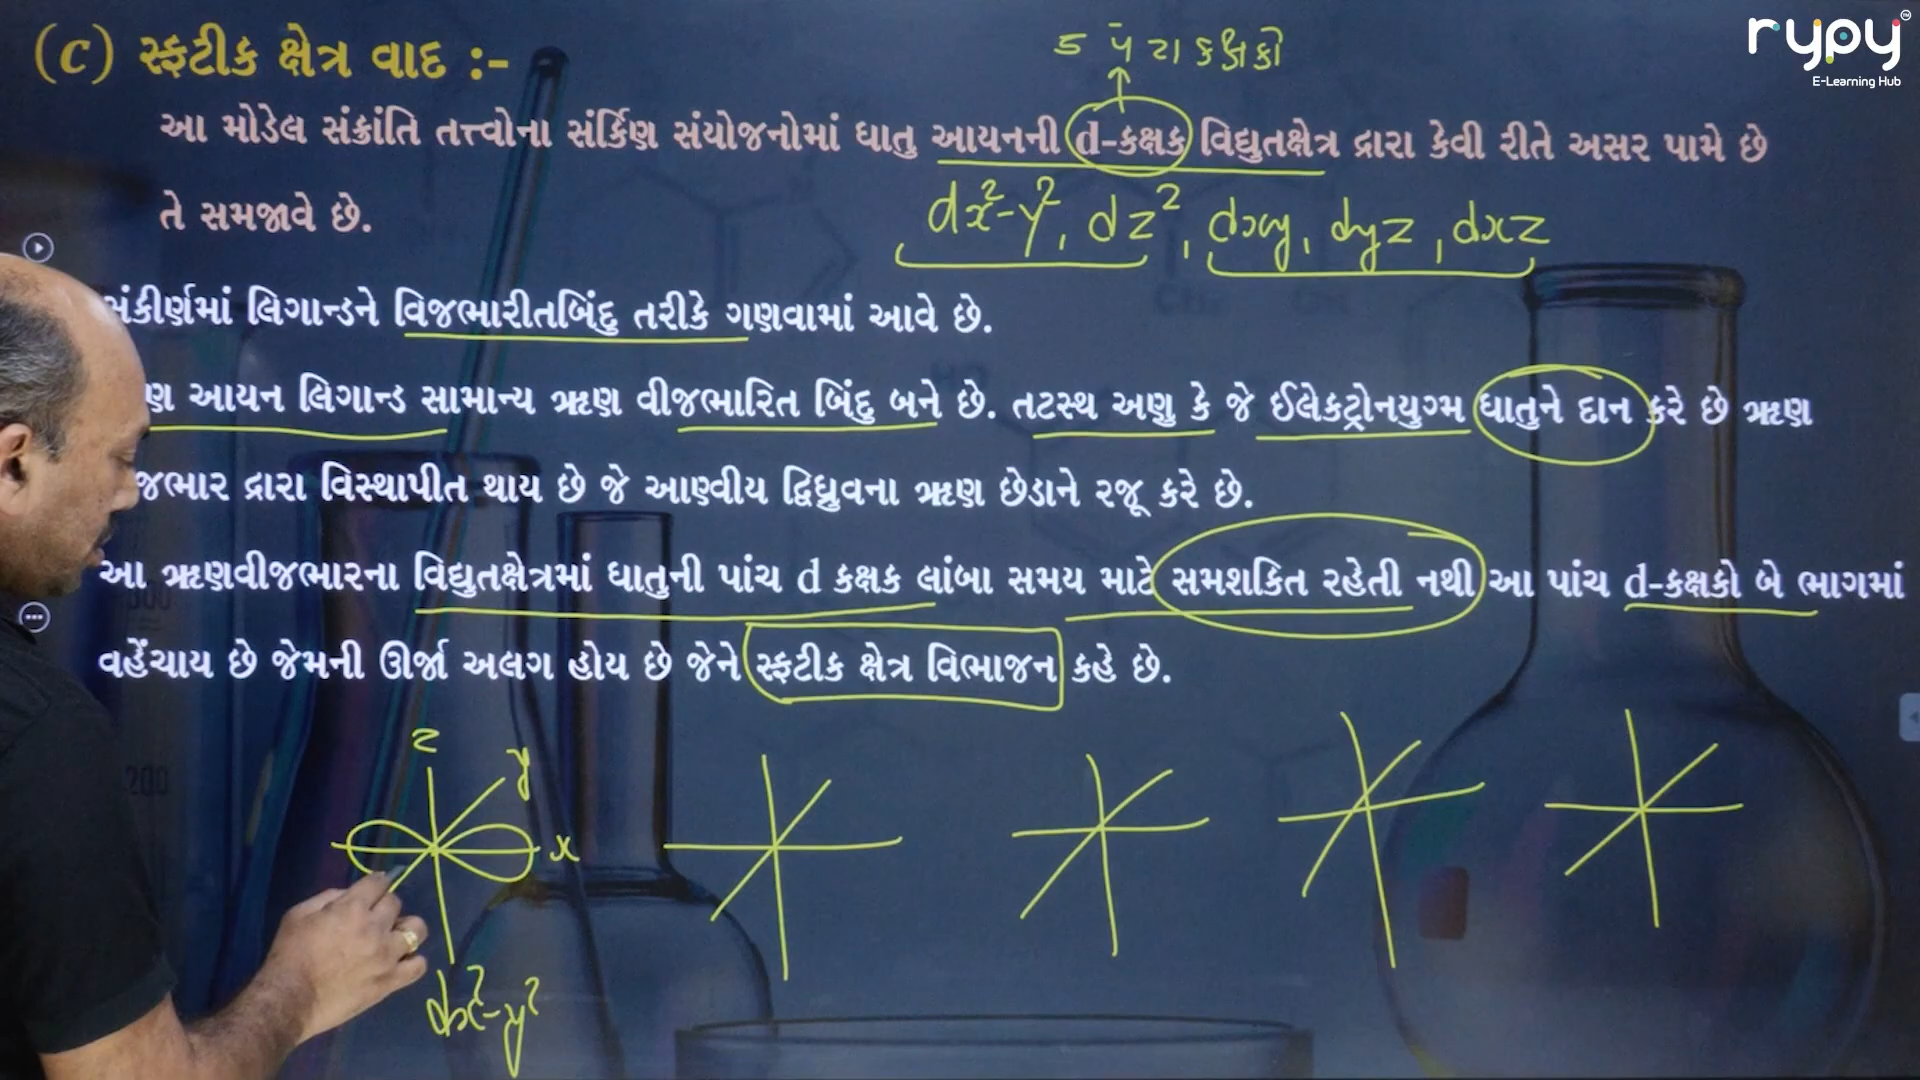 (c) સ્ફટીક ક્ષેત્ર વાદ :-
5 પેટા કક્ષકો
rypy
TM
E-Learning Hub
આ મોડેલ સંક્રાંતિ તત્ત્વોના સંર્કિણ સંયોજનોમાં ધાતુ આયનની d-કક્ષક વિદ્યુતક્ષેત્ર દ્રારા કેવી રીતે અસર પામે છે
તે સમજાવે છે.
dx²-y², dz², dxy, dyz, dxz
સંકીર્ણમાં લિગાન્ડને વિજભારીતબિંદુ તરીકે ગણવામાં આવે છે.
આયન લિગાન્ડ સામાન્ય ઋણ વીજભારિત બિંદુ બને છે. તટસ્થ અણુ કે જે ઈલેકટ્રોનયુગ્મ ધાતુને દાન કરે છે ઋણ
જભાર દ્રારા વિસ્થાપીત થાય છે જે આણ્વીય દ્વિધ્રુવના ઋણ છેડાને રજૂ કરે છે.
આ ઋણવીજભારના વિદ્યુતક્ષેત્રમાં ધાતુની પાંચ d કક્ષક લાંબા સમય માટે સમશકિત રહેતી નથી આ પાંચ d-કક્ષકો બે ભાગમાં
વહેંચાય છે જેમની ઊર્જા અલગ હોય છે જેને સ્ફટીક ક્ષેત્ર વિભાજન કહે છે.
z
y
x
dx²-y²
200